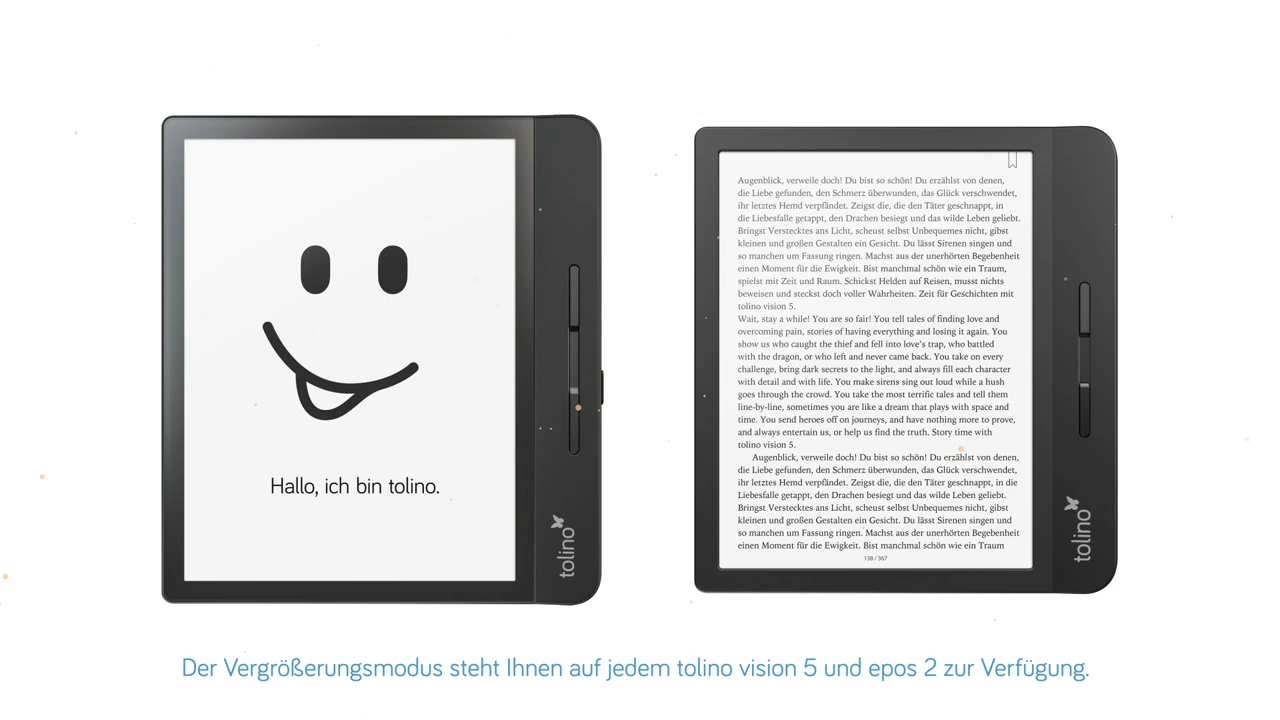 Hallo, ich bin tolino.
tolino
Augenblick, verweile doch! Du bist so schön! Du erzählst von denen,
die Liebe gefunden, den Schmerz überwunden, das Glück verschwendet,
ihr letztes Hemd verpfändet. Zeigst die, die den Täter geschnappt, in
die Liebesfalle getappt, den Drachen besiegt und das wilde Leben geliebt.
Bringst Verstecktes ans Licht, scheust selbst Unbequemes nicht, gibst
kleinen und großen Gestalten ein Gesicht. Du lässt Sirenen singen und
so manchen um Fassung ringen. Machst aus der unerhörten Begebenheit
einen Moment für die Ewigkeit. Bist manchmal schön wie ein Traum,
spielst mit Zeit und Raum. Schickst Helden auf Reisen, musst nichts
beweisen und steckst doch voller Wahrheiten. Zeit für Geschichten mit
tolino vision 5.
Wait, stay a while! You are so fair! You tell tales of finding love and
overcoming pain, stories of having everything and losing it again. You
show us who caught the thief and fell into love's trap, who battled
with the dragon, or who left and never came back. You take on every
challenge, bring dark secrets to the light, and always fill each character
with detail and with life. You make sirens sing out loud while a hush
goes through the crowd. You take the most terrific tales and tell them
line-by-line, sometimes you are like a dream that plays with space and
time. You send heroes off on journeys, and have nothing more to prove,
and always entertain us, or help us find the truth. Story time with
tolino vision 5.
Augenblick, verweile doch! Du bist so schön! Du erzählst von denen,
die Liebe gefunden, den Schmerz überwunden, das Glück verschwendet,
ihr letztes Hemd verpfändet. Zeigst die, die den Täter geschnappt, in die
Liebesfalle getappt, den Drachen besiegt und das wilde Leben geliebt.
Bringst Verstecktes ans Licht, scheust selbst Unbequemes nicht, gibst
kleinen und großen Gestalten ein Gesicht. Du lässt Sirenen singen und
so manchen um Fassung ringen. Machst aus der unerhörten Begebenheit
einen Moment für die Ewigkeit. Bist manchmal schön wie ein Traum
138 / 367
tolino
Der Vergrößerungsmodus steht Ihnen auf jedem tolino vision 5 und epos 2 zur Verfügung.